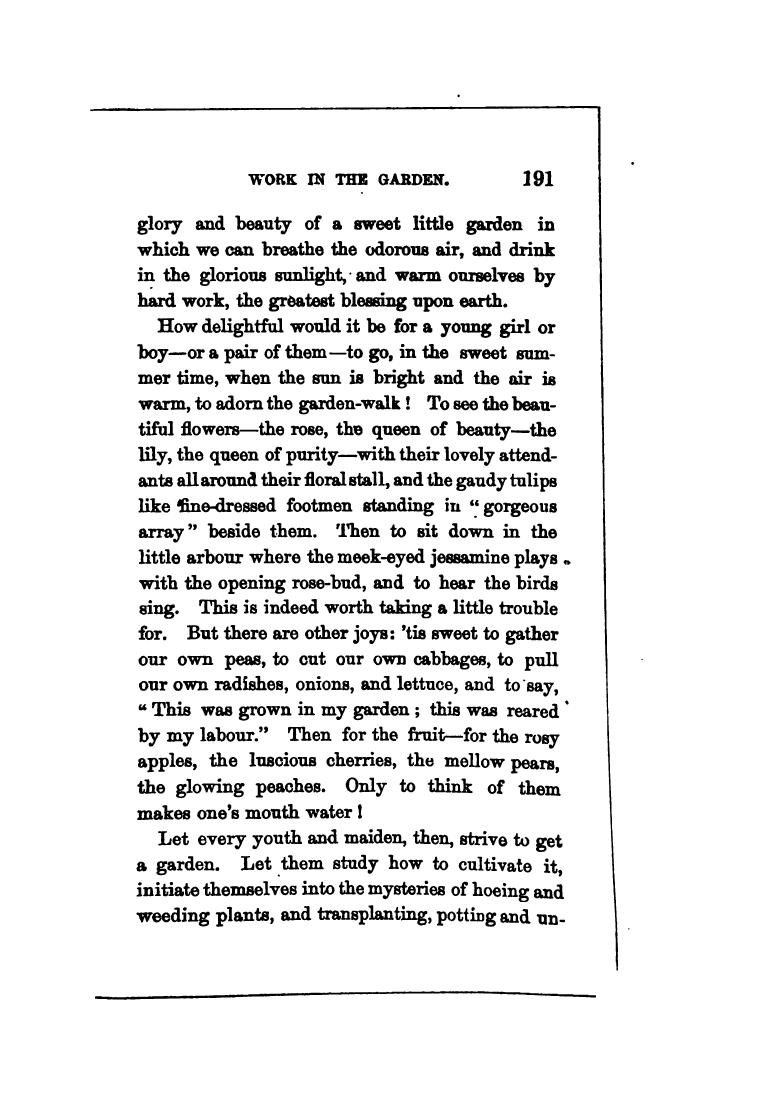 WORK IN THE GARDEN. 191
glory and beauty of a sweet little garden in
which we can breathe the odorous air, and drink
in the glorious sunlight, and warm ourselves by
hard work, the greatest blessing upon earth.
How delightful would it be for a young girl or
boy—or a pair of them—to go, in the sweet sum-
mer time, when the sun is bright and the air is
warm, to adorn the garden-walk! To see the beau-
tiful flowers—the rose, the queen of beauty—the
lily, the queen of purity—with their lovely attend-
ants all around their floral stall, and the gaudy tulips
like fine-dressed footmen standing in "gorgeous
array" beside them. Then to sit down in the
little arbour where the meek-eyed jessamine plays
with the opening rose-bud, and to hear the birds
sing. This is indeed worth taking a little trouble
for. But there are other joys: 'tis sweet to gather
our own peas, to cut our own cabbages, to pull
our own radishes, onions, and lettuce, and to say,
"This was grown in my garden; this was reared
by my labour." Then for the fruit—for the rosy
apples, the luscious cherries, the mellow pears,
the glowing peaches. Only to think of them
makes one's mouth water!
Let every youth and maiden, then, strive to get
a garden. Let them study how to cultivate it,
initiate themselves into the mysteries of hoeing and
weeding plants, and transplanting, potting and un-